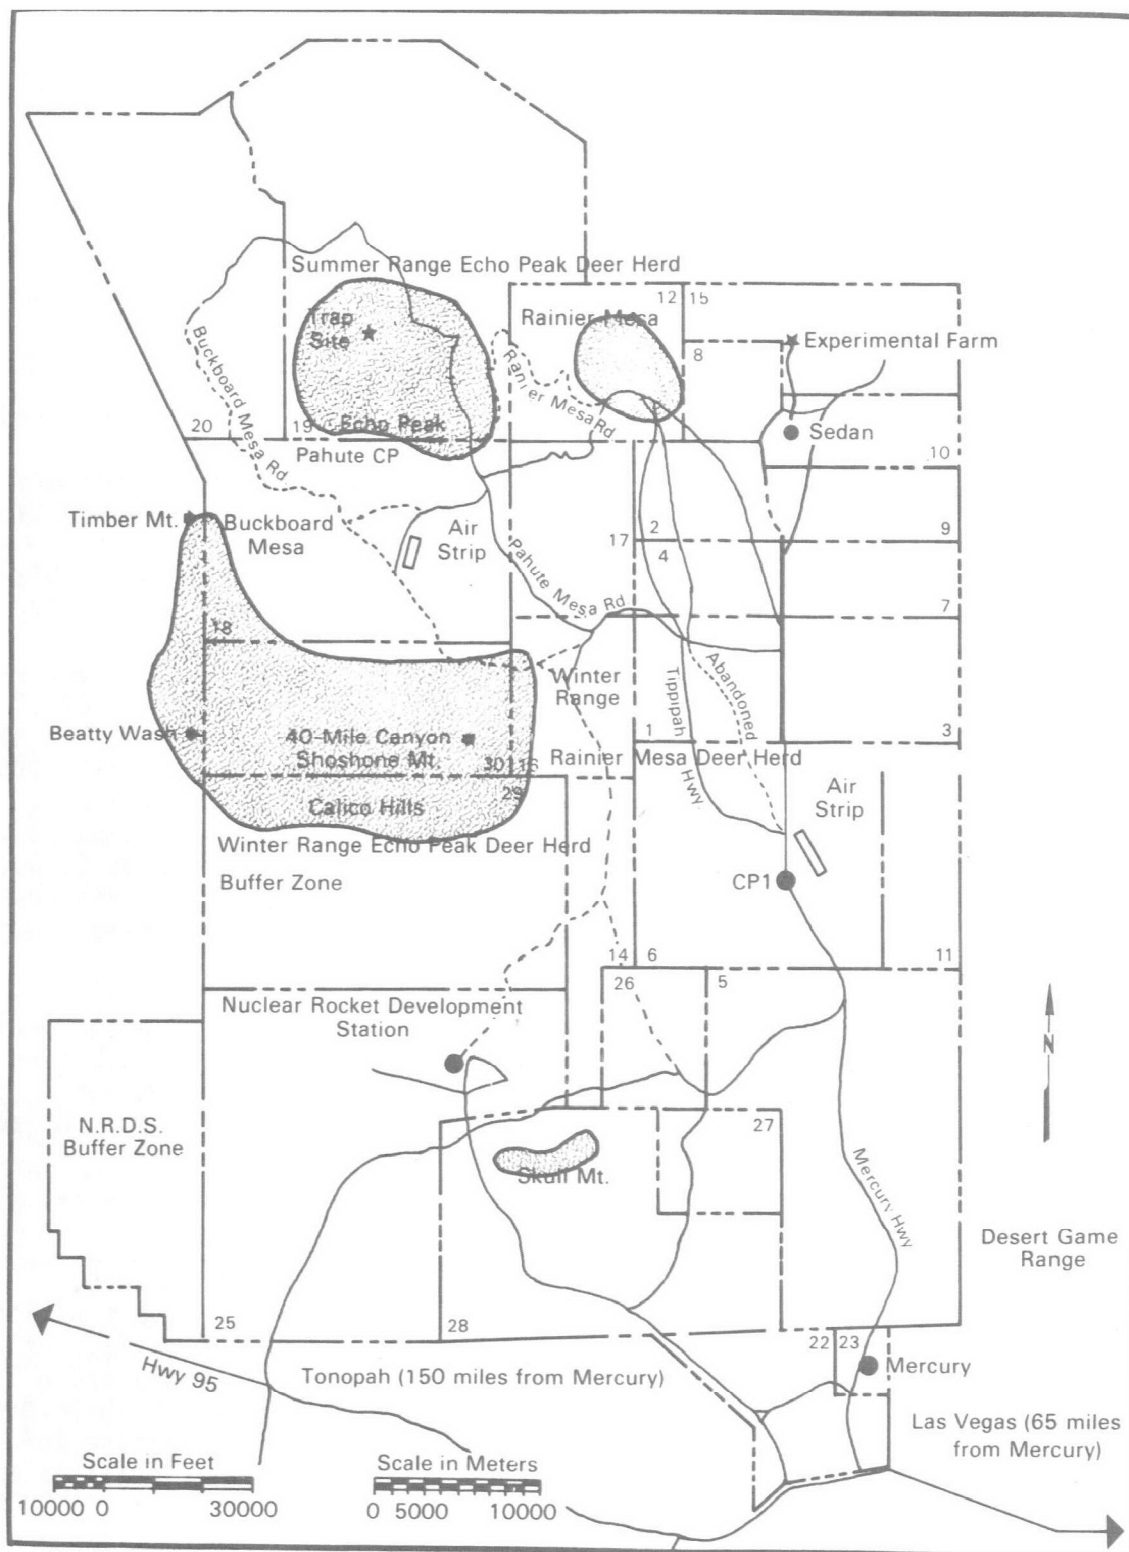 Summer Range Echo Peak Deer Herd
12
15
Trap
Site
Rainier Mesa
Experimental Farm
8
Buckboard Mesa Rd
Rainier Mesa Rd
20
19
Echo Peak
Sedan
Pahute CP
10
Timber Mt.
Buckboard
Mesa
Air
Strip
17
2
4
9
Pahute Mesa Rd
7
18
Winter
Range
Tippipah Hwy
Abandoned
Beatty Wash
40-Mile Canyon
Shoshone Mt.
1
3
30
16
Rainier Mesa Deer Herd
29
Calico Hills
Air
Strip
Winter Range Echo Peak Deer Herd
Buffer Zone
CP1
14
6
11
26
5
Nuclear Rocket Development
Station
N
N.R.D.S.
Buffer Zone
27
Skull Mt.
Mercury Hwy
Desert Game
Range
25
28
22
23
Hwy 95
Tonopah (150 miles from Mercury)
Mercury
Las Vegas (65 miles
from Mercury)
Scale in Feet
10000 0 30000
Scale in Meters
0 5000 10000